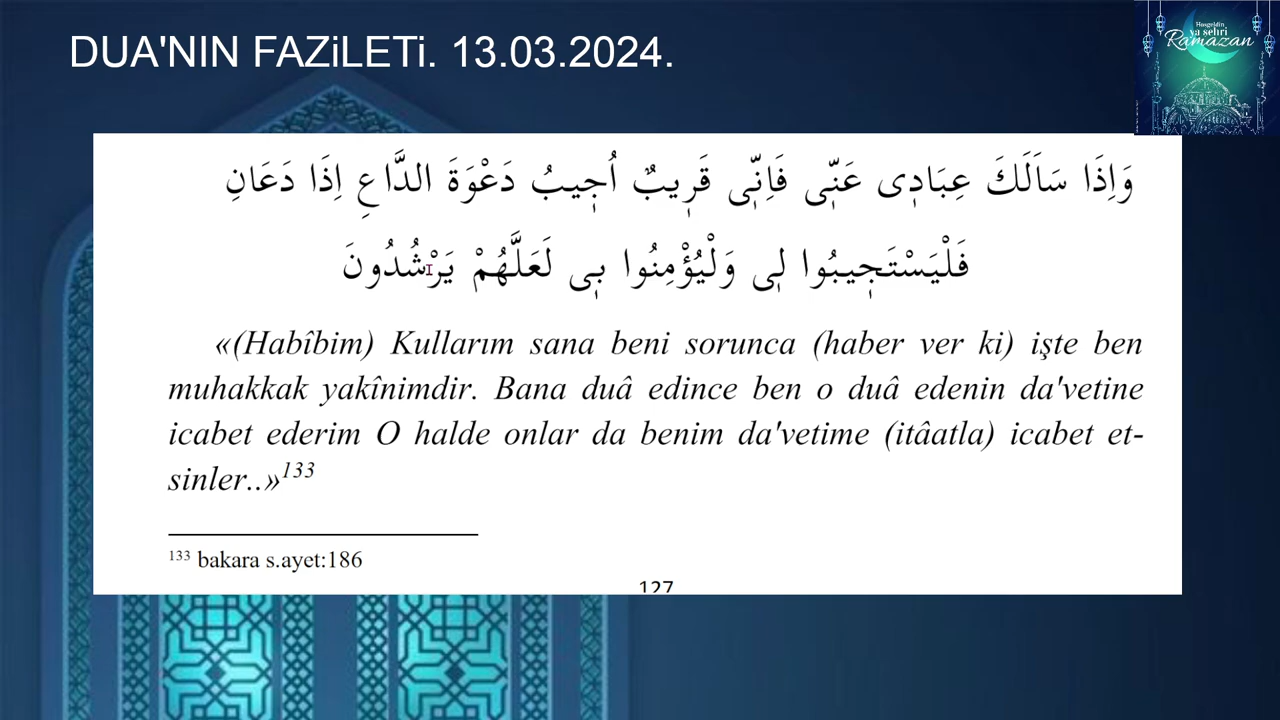 DUA'NIN FAZiLETi. 13.03.2024.
Hoşgeldin
ya şehri
Ramazan
وَاِذَا سَاَلَكَ عِبَادٖى عَنّٖى فَاِنّٖى قَرٖيبٌ اُجٖيبُ دَعْوَةَ الدَّاعِ اِذَا دَعَانِ
فَلْيَسْتَجٖيبُوا لٖى وَلْيُؤْمِنُوا بٖى لَعَلَّهُمْ يَرْشُدُونَ
«(Habîbim) Kullarım sana beni sorunca (haber ver ki) işte ben
muhakkak yakînimdir. Bana duâ edince ben o duâ edenin da'vetine
icabet ederim O halde onlar da benim da'vetime (itâatla) icabet et-
sinler..»133
133 bakara s.ayet:186
127